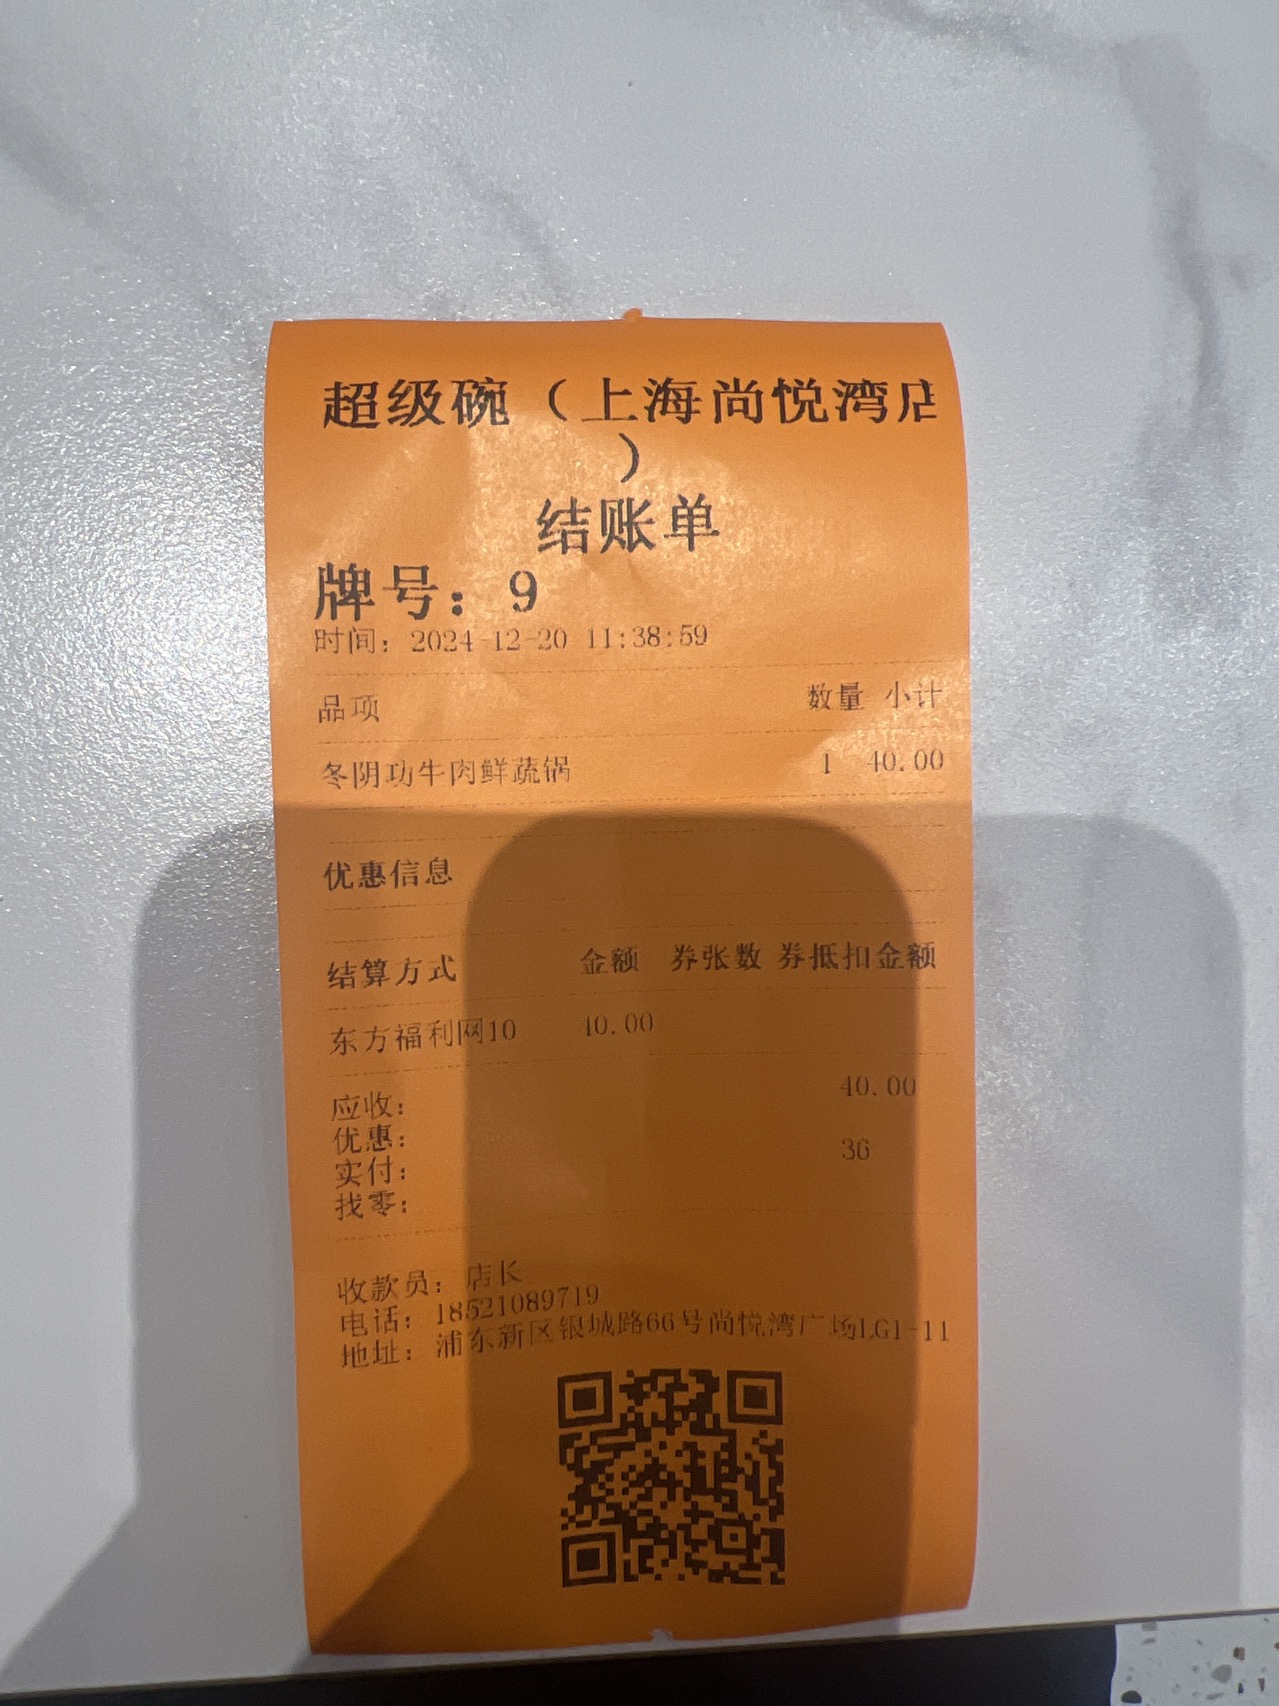 超级碗（上海尚悦湾店
）
结账单
牌号：9
时间：2024-12-20 11:38:59
品项 数量 小计
冬阴功牛肉鲜蔬锅 1 40.00
优惠信息
结算方式 金额 券张数 券抵扣金额
东方福利网10 40.00
应收： 40.00
优惠：
实付： 36
找零：
收款员：店长
电话：18521089719
地址：浦东新区银城路66号尚悦湾广场LG1-11